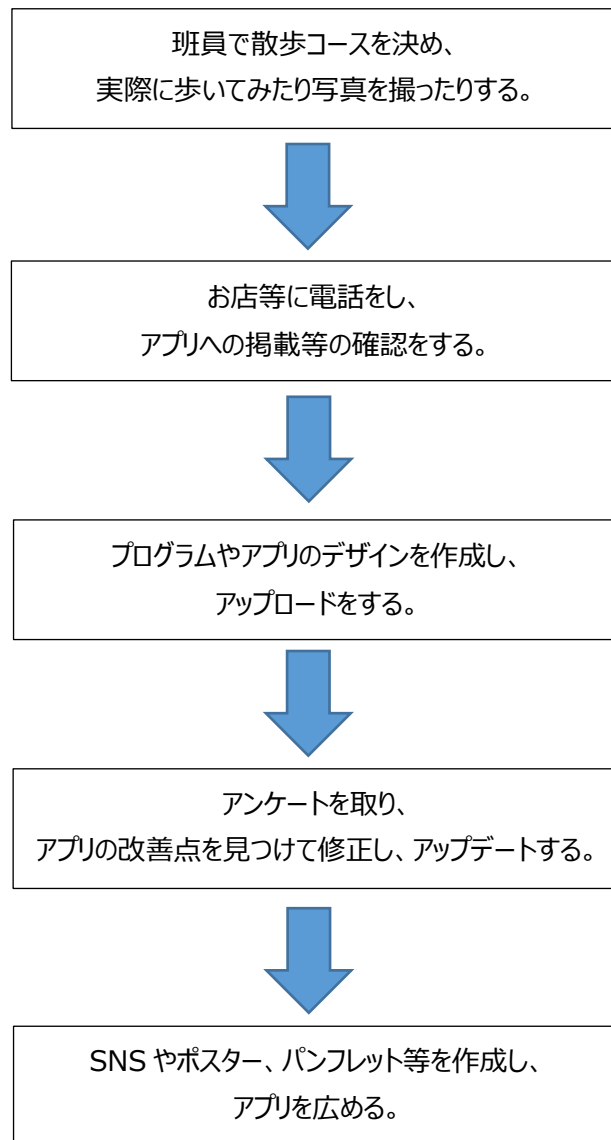 班員で散歩コースを決め、
実際に歩いてみたり写真を撮ったりする。
お店等に電話をし、
アプリへの掲載等の確認をする。
プログラムやアプリのデザインを作成し、
アップロードをする。
アンケートを取り、
アプリの改善点を見つけて修正し、アップデートする。
SNS やポスター、パンフレット等を作成し、
アプリを広める。